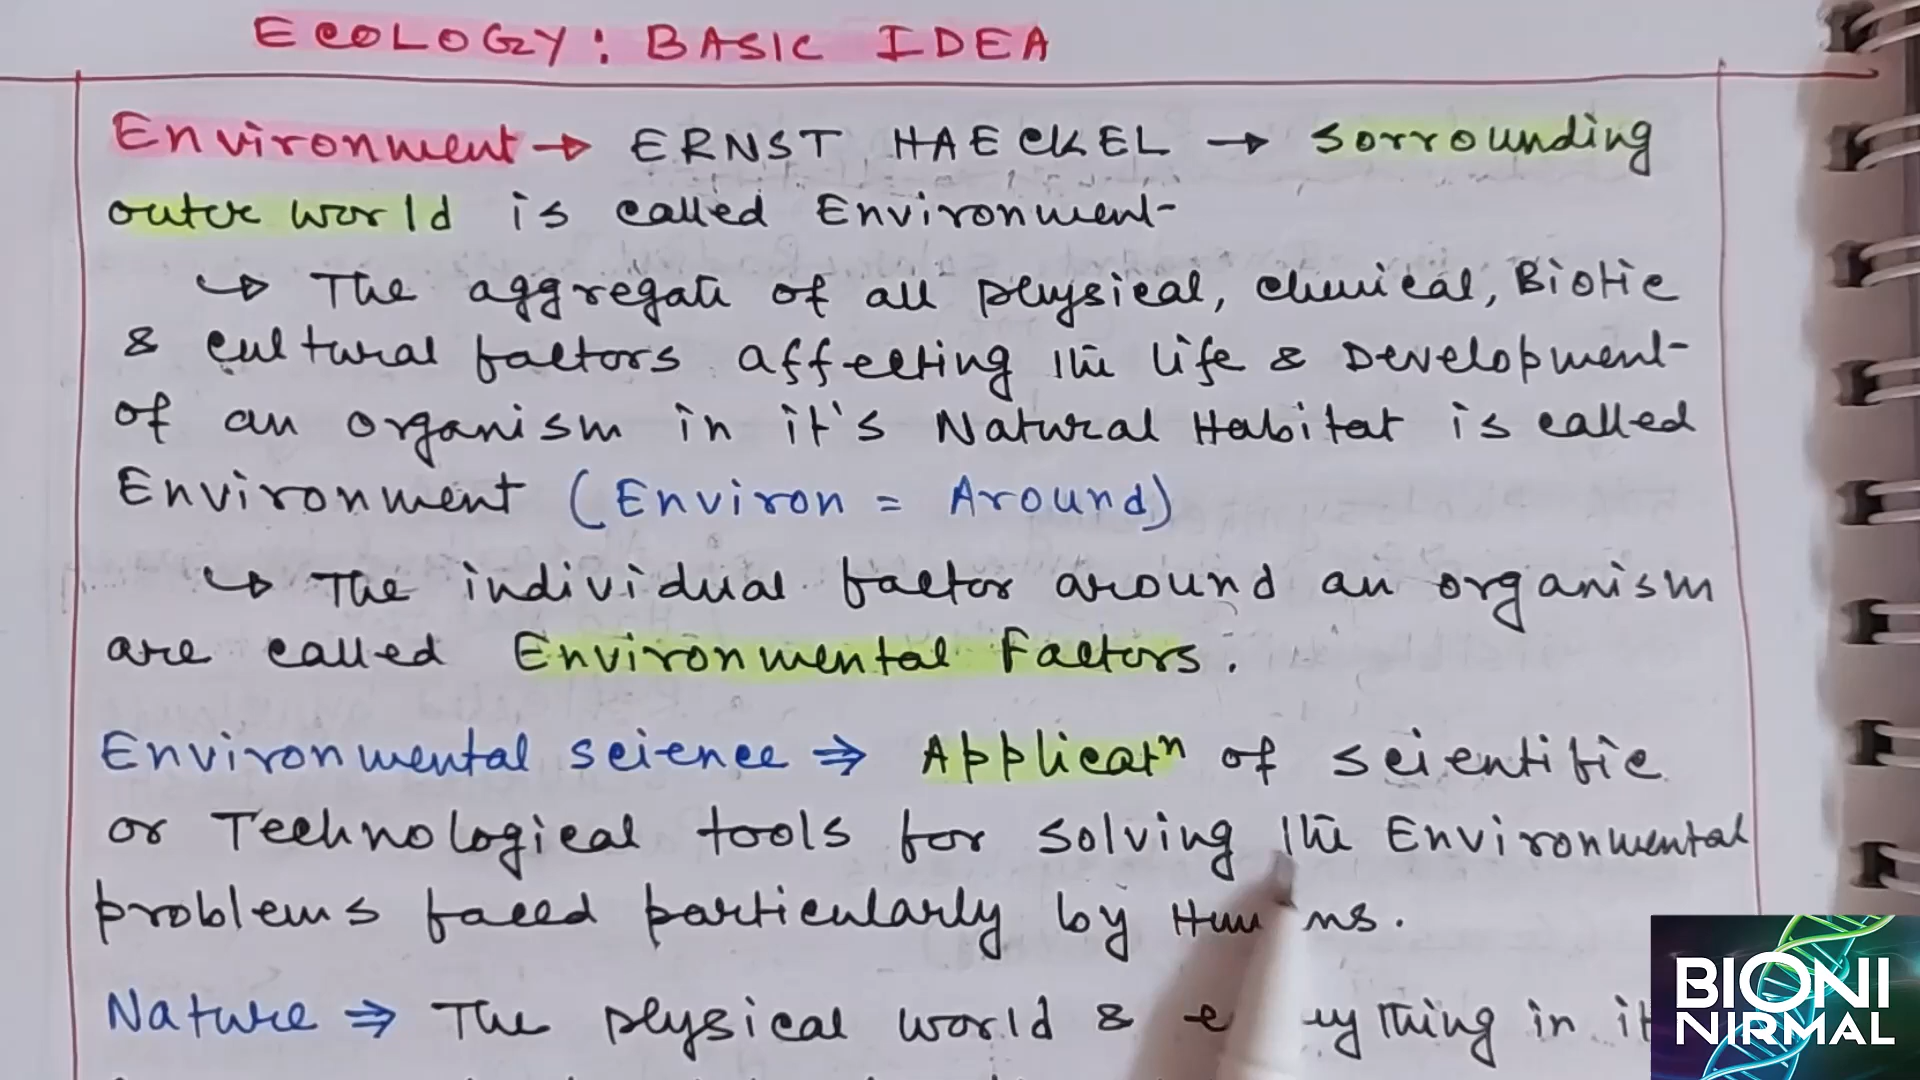 ECOLOGY: BASIC IDEA
Environment → ERNST HAECKEL → Sorrounding
outer world is called Environment
↳ The aggregate of all physical, chemical, Biotic
& cultural factors affecting the life & Development
of an organism in it's Natural Habitat is called
Environment (Environ = Around)
↳ The individual factor around an organism
are called Environmental Factors.
Environmental science ⇒ Applicatⁿ of scientific
or Technological tools for solving the Environmental
problems faced particularly by Humans.
Nature ⇒ The physical world & everything in it
BIONI
NIRMAL